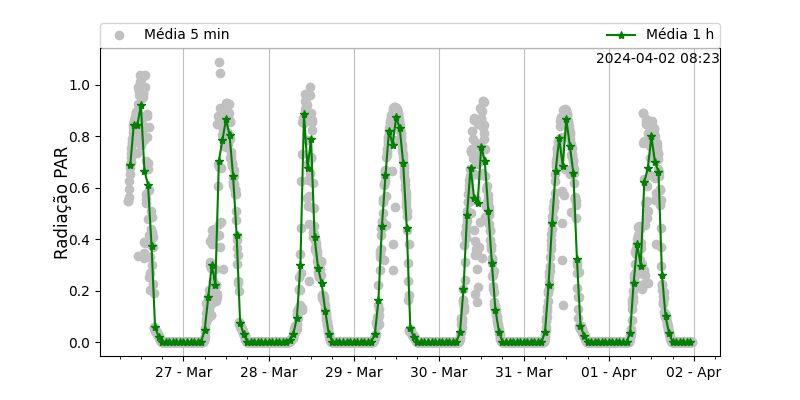 Média 5 min
Média 1 h
2024-04-02 08:23
Radiação PAR
1.0
0.8
0.6
0.4
0.2
0.0
27 - Mar
28 - Mar
29 - Mar
30 - Mar
31 - Mar
01 - Apr
02 - Apr